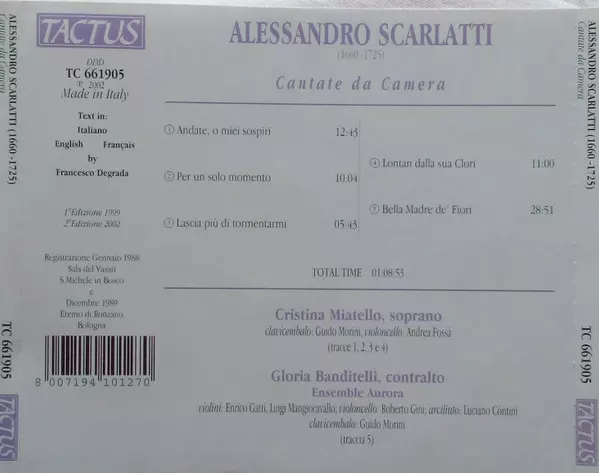 ALESSANDRO SCARLATTI (1660 -1725)
Cantate da Camera
TC 661905
TACTUS
TACTUS
DDD
TC 661905
℗ 2002
Made in Italy
Text in:
Italiano
English Français
by
Francesco Degrada
1ª Edizione 1999
2ª Edizione 2002
Registrazione Gennaio 1988
Sala del Vasari
S.Michele in Bosco
e
Dicembre 1989
Eremo di Ronzano
Bologna
8 007194 101270
ALESSANDRO SCARLATTI
(1660 -1725)
Cantate da Camera
① Andate, o miei sospiri 12:43
② Per un solo momento 10.04
③ Lascia più di tormentarmi 05:43
④ Lontan dalla sua Clori 11:00
⑤ Bella Madre de' Fiori 28:51
TOTAL TIME 01:08:53
Cristina Miatello, soprano
clavicembalo: Guido Morini, violoncello: Andrea Fossà
(tracce 1, 2, 3 e 4)
Gloria Banditelli, contralto
Ensemble Aurora
violini: Enrico Gatti, Luigi Mangiocavallo; violoncello: Roberto Gini; arciliuto: Luciano Contini
clavicembalo: Guido Morini
(traccia 5)
ALESSANDRO SCARLATTI (1660 -1725)
Cantate da Camera
TC 661905
TACTUS